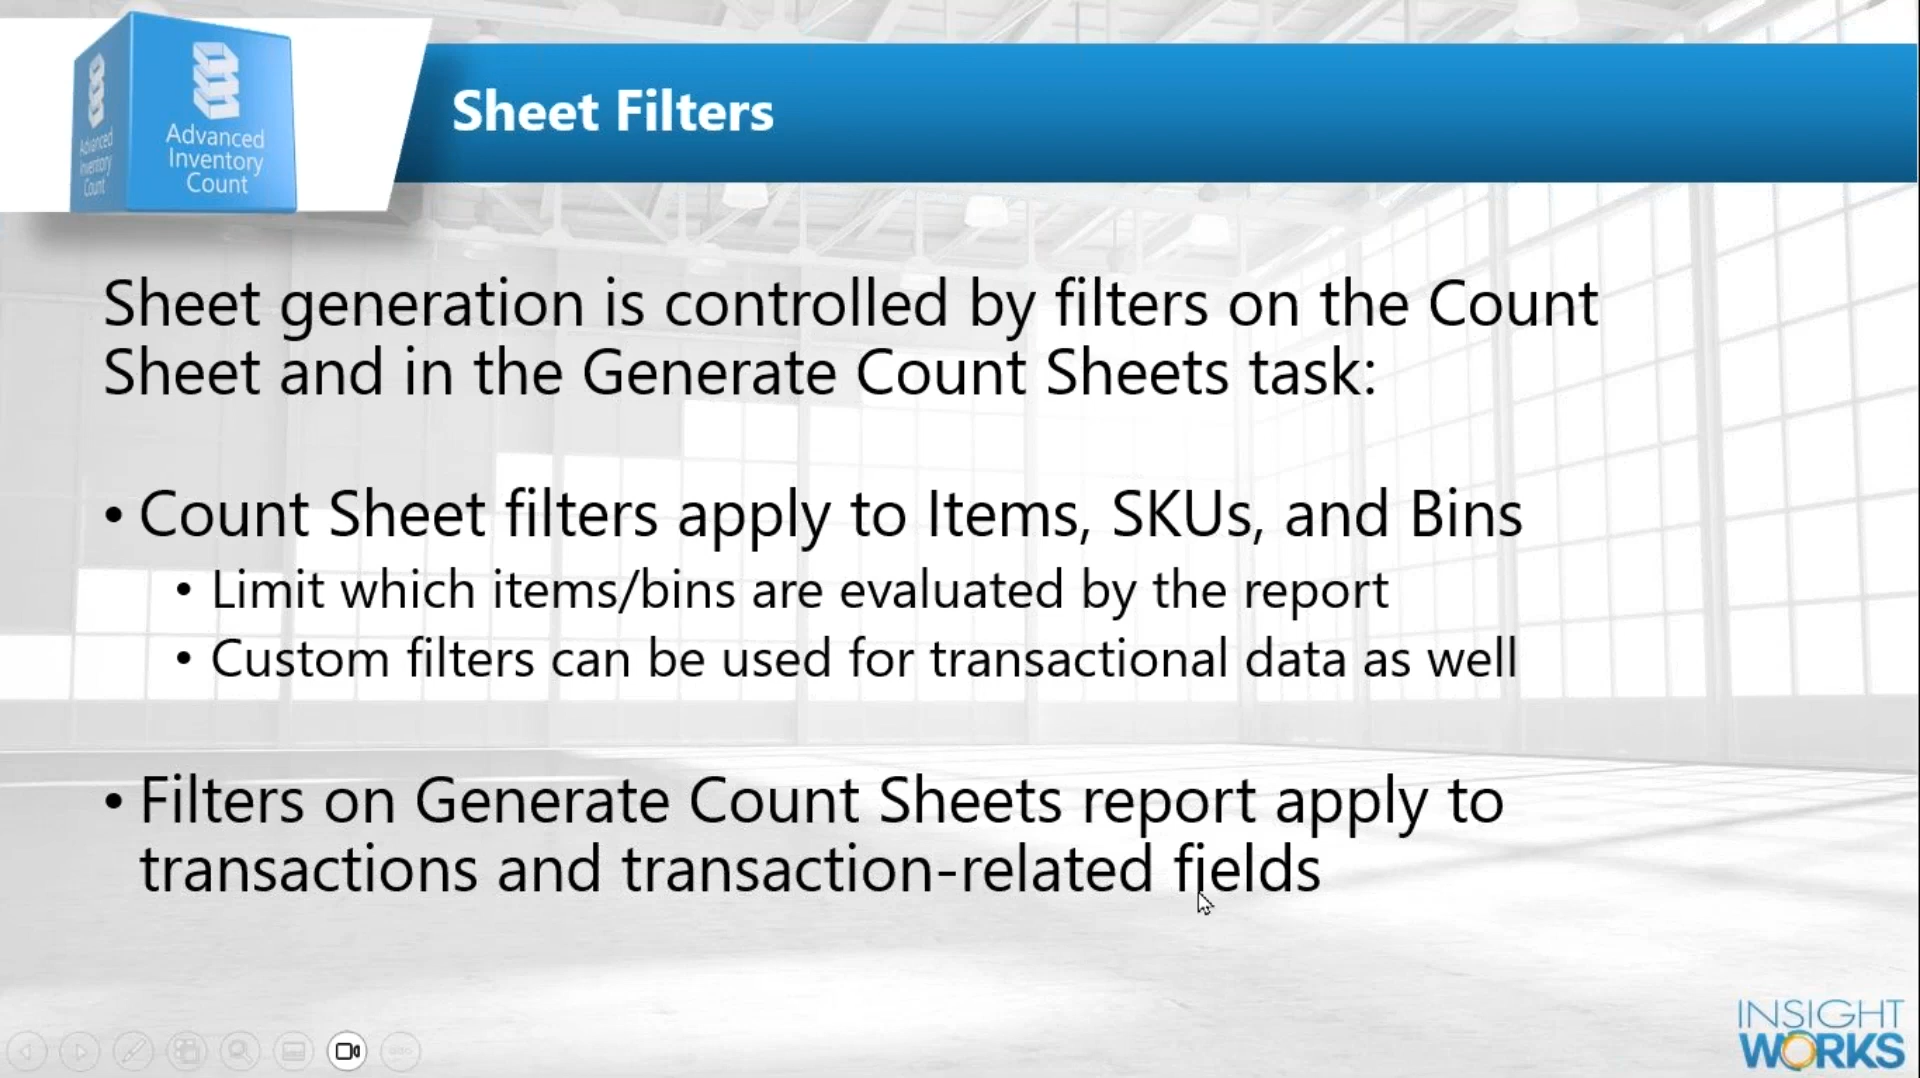 Advanced
Inventory
Count
Advanced
Inventory
Count
Sheet Filters
Sheet generation is controlled by filters on the Count
Sheet and in the Generate Count Sheets task:
• Count Sheet filters apply to Items, SKUs, and Bins
• Limit which items/bins are evaluated by the report
• Custom filters can be used for transactional data as well
• Filters on Generate Count Sheets report apply to
transactions and transaction-related fields
INSIGHT
WORKS